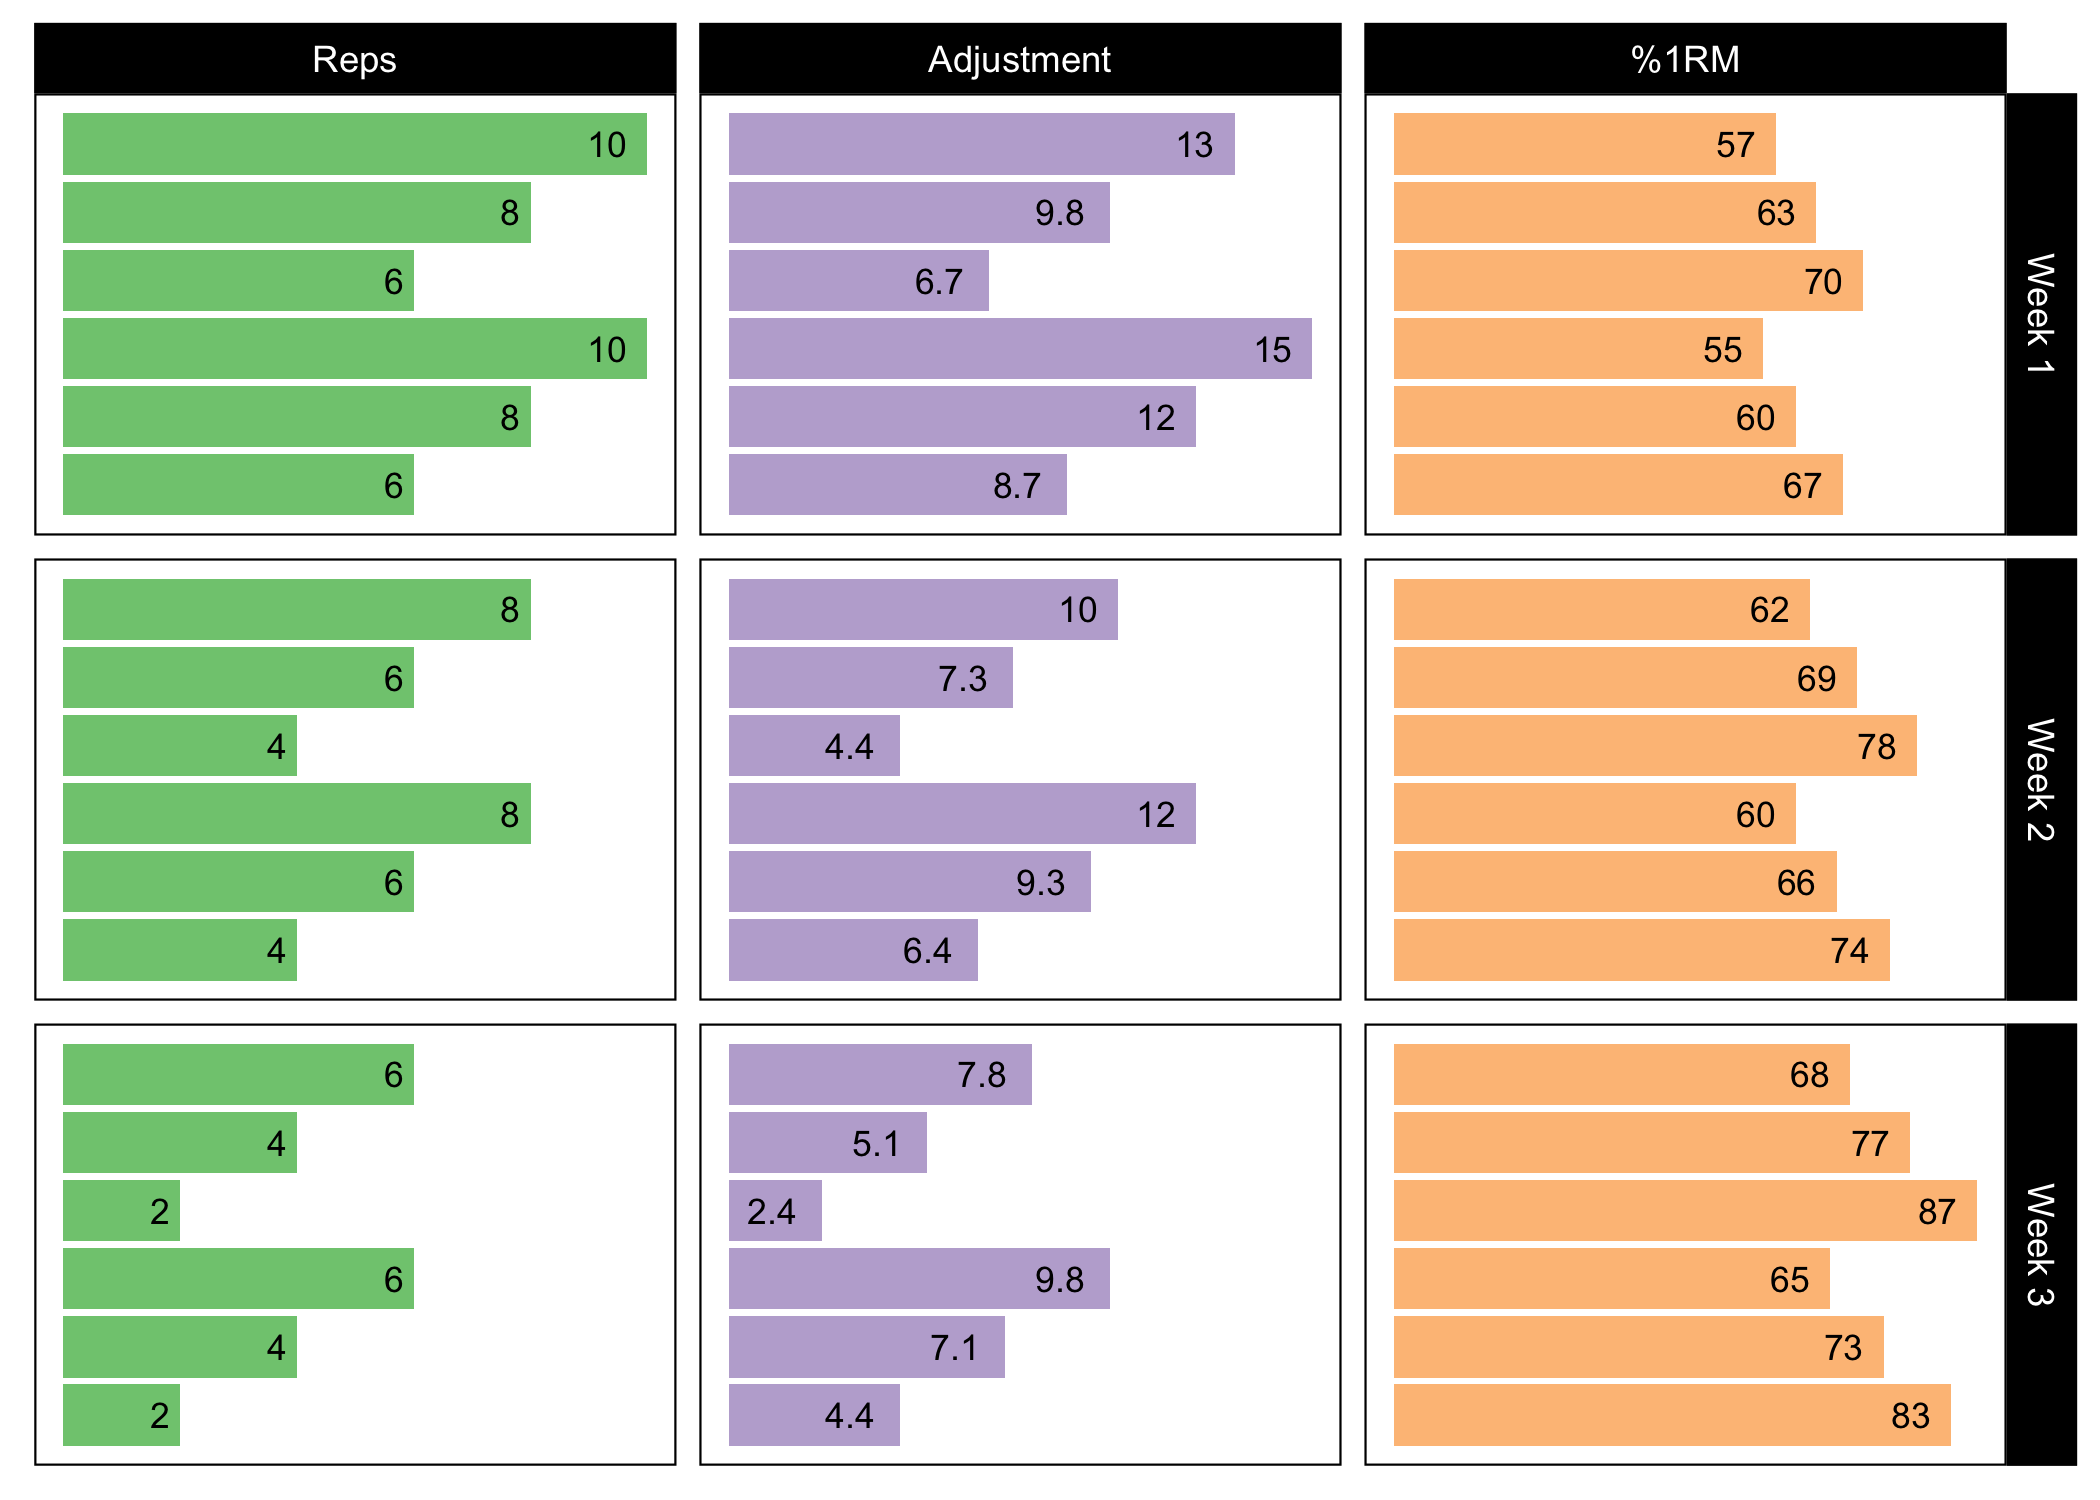 Reps Adjustment %1RM
10 13 57
8 9.8 63
6 6.7 70
10 15 55
8 12 60
6 8.7 67
Week 1
8 10 62
6 7.3 69
4 4.4 78
8 12 60
6 9.3 66
4 6.4 74
Week 2
6 7.8 68
4 5.1 77
2 2.4 87
6 9.8 65
4 7.1 73
2 4.4 83
Week 3